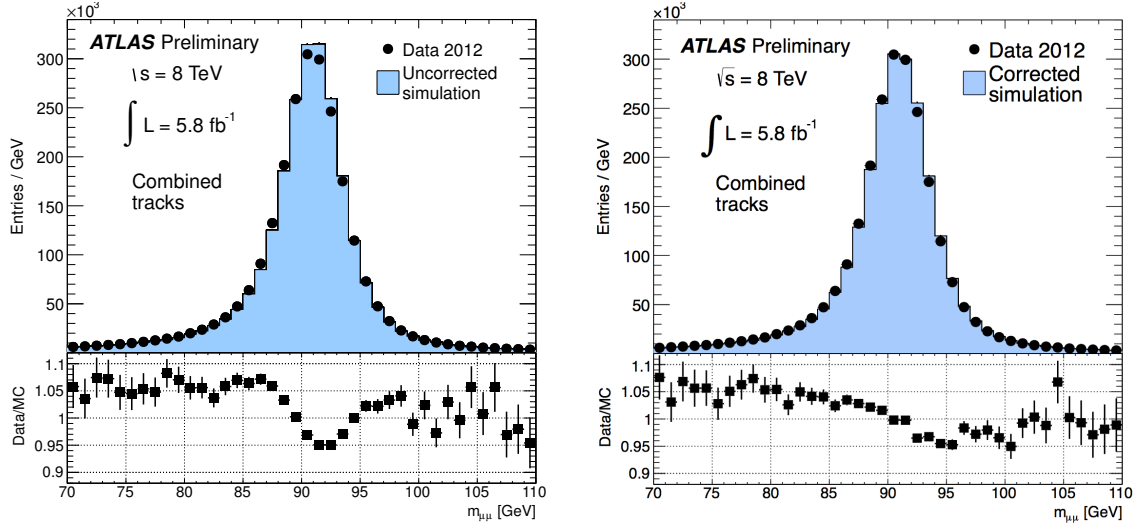 ×10³
ATLAS Preliminary
\ s = 8 TeV
∫ L = 5.8 fb⁻¹
Combined
tracks
Data 2012
Uncorrected
simulation
Entries / GeV
300
250
200
150
100
50
Data/MC
1.1
1.05
1
0.95
0.9
70 75 80 85 90 95 100 105 110
m_μμ [GeV]
×10³
ATLAS Preliminary
√s = 8 TeV
∫ L = 5.8 fb⁻¹
Combined
tracks
Data 2012
Corrected
simulation
Entries / GeV
300
250
200
150
100
50
Data/MC
1.1
1.05
1
0.95
0.9
70 75 80 85 90 95 100 105 110
m_μμ [GeV]